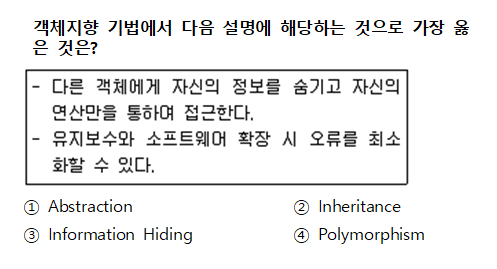 객체지향 기법에서 다음 설명에 해당하는 것으로 가장 옳
은 것은?
- 다른 객체에게 자신의 정보를 숨기고 자신의
연산만을 통하며 접근한다.
- 유지보수와 소프트웨어 확장 시 오류를 최소
화할 수 있다.
① Abstraction ② Inheritance
③ Information Hiding ④ Polymorphism